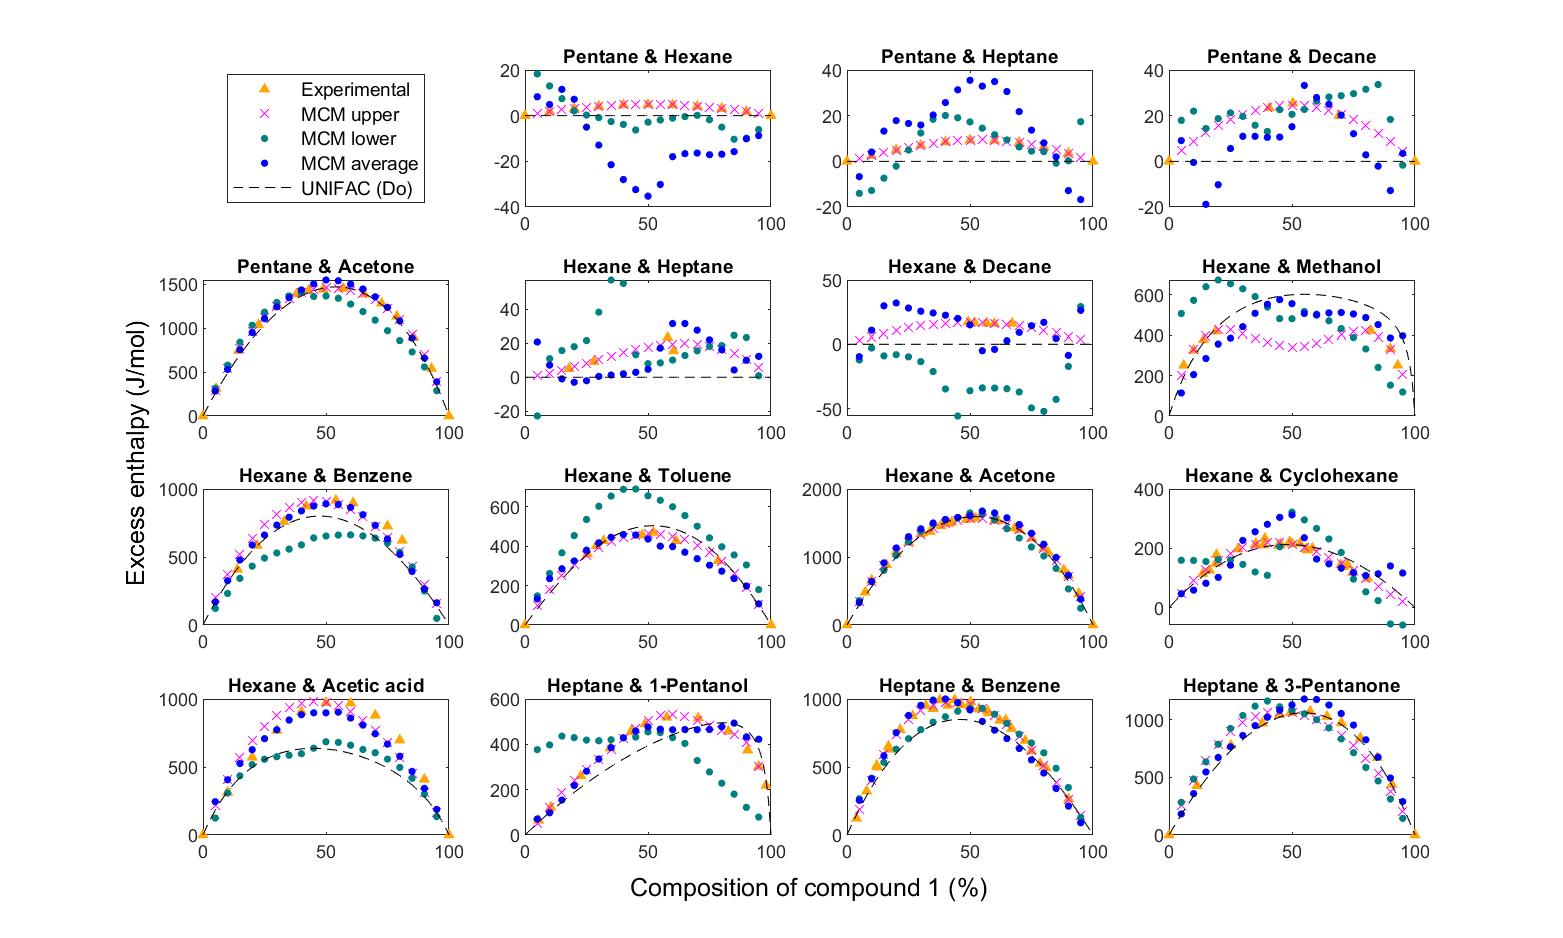 Experimental
MCM upper
MCM lower
MCM average
UNIFAC (Do)
Pentane & Hexane
20
0
-20
-40
0 50 100
Pentane & Heptane
40
20
0
-20
0 50 100
Pentane & Decane
40
20
0
-20
0 50 100
Pentane & Acetone
1500
1000
500
0
0 50 100
Hexane & Heptane
40
20
0
-20
0 50 100
Hexane & Decane
50
0
-50
0 50 100
Hexane & Methanol
600
400
200
0
0 50 100
Excess enthalpy (J/mol)
Hexane & Benzene
1000
500
0
0 50 100
Hexane & Toluene
600
400
200
0
0 50 100
Hexane & Acetone
2000
1000
0
0 50 100
Hexane & Cyclohexane
400
200
0
0 50 100
Hexane & Acetic acid
1000
500
0
0 50 100
Heptane & 1-Pentanol
600
400
200
0
0 50 100
Heptane & Benzene
1000
500
0
0 50 100
Heptane & 3-Pentanone
1000
500
0
0 50 100
Composition of compound 1 (%)